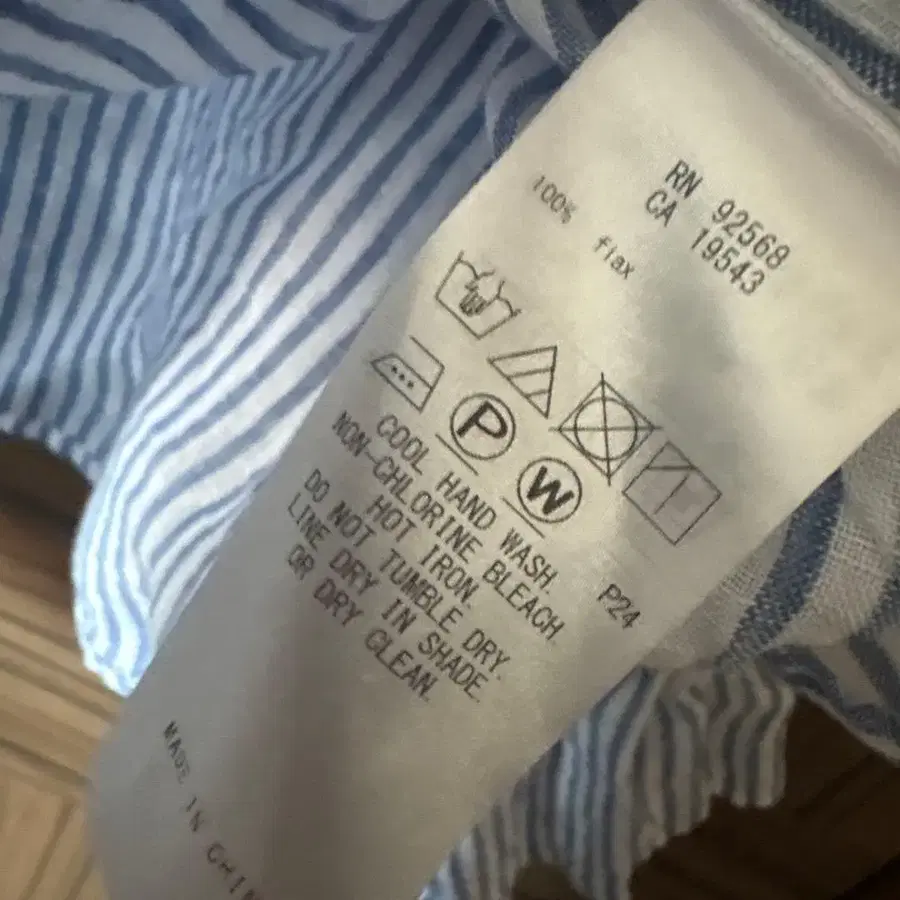 RN 92568
CA 19543
100% flax
P
W
P24
COOL HAND WASH.
NON-CHLORINE BLEACH.
HOT IRON.
DO NOT TUMBLE DRY.
LINE DRY IN SHADE.
OR DRY CLEAN.
MADE IN CHIN